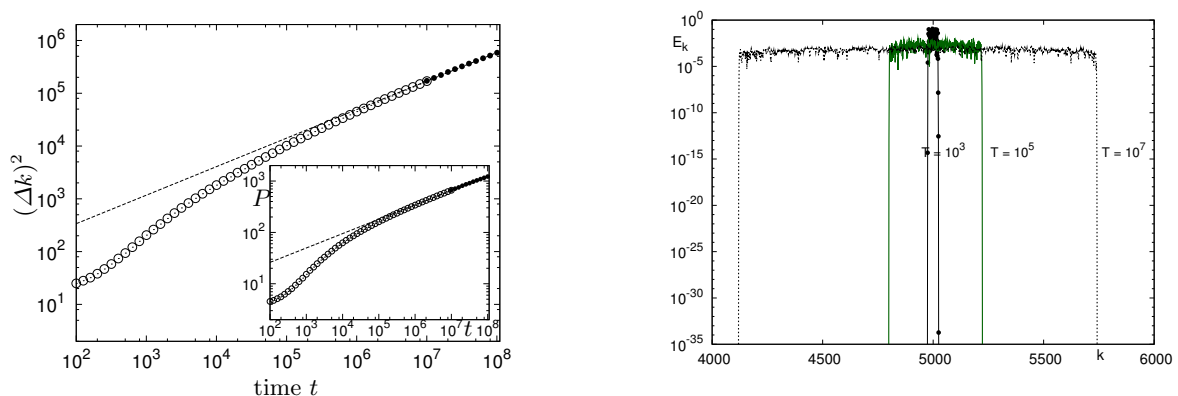 10^6
10^5
10^4
10^3
10^2
10^1
(Δk)^2
10^2 10^3 10^4 10^5 10^6 10^7 10^8
time t
10^3
P
10^2
10^1
10^2 10^3 10^4 10^5 10^6 10^7 t 10^8
10^0
E_k
10^-5
10^-10
10^-15
10^-20
10^-25
10^-30
10^-35
T = 10^3 T = 10^5 T = 10^7
4000 4500 5000 5500 k 6000